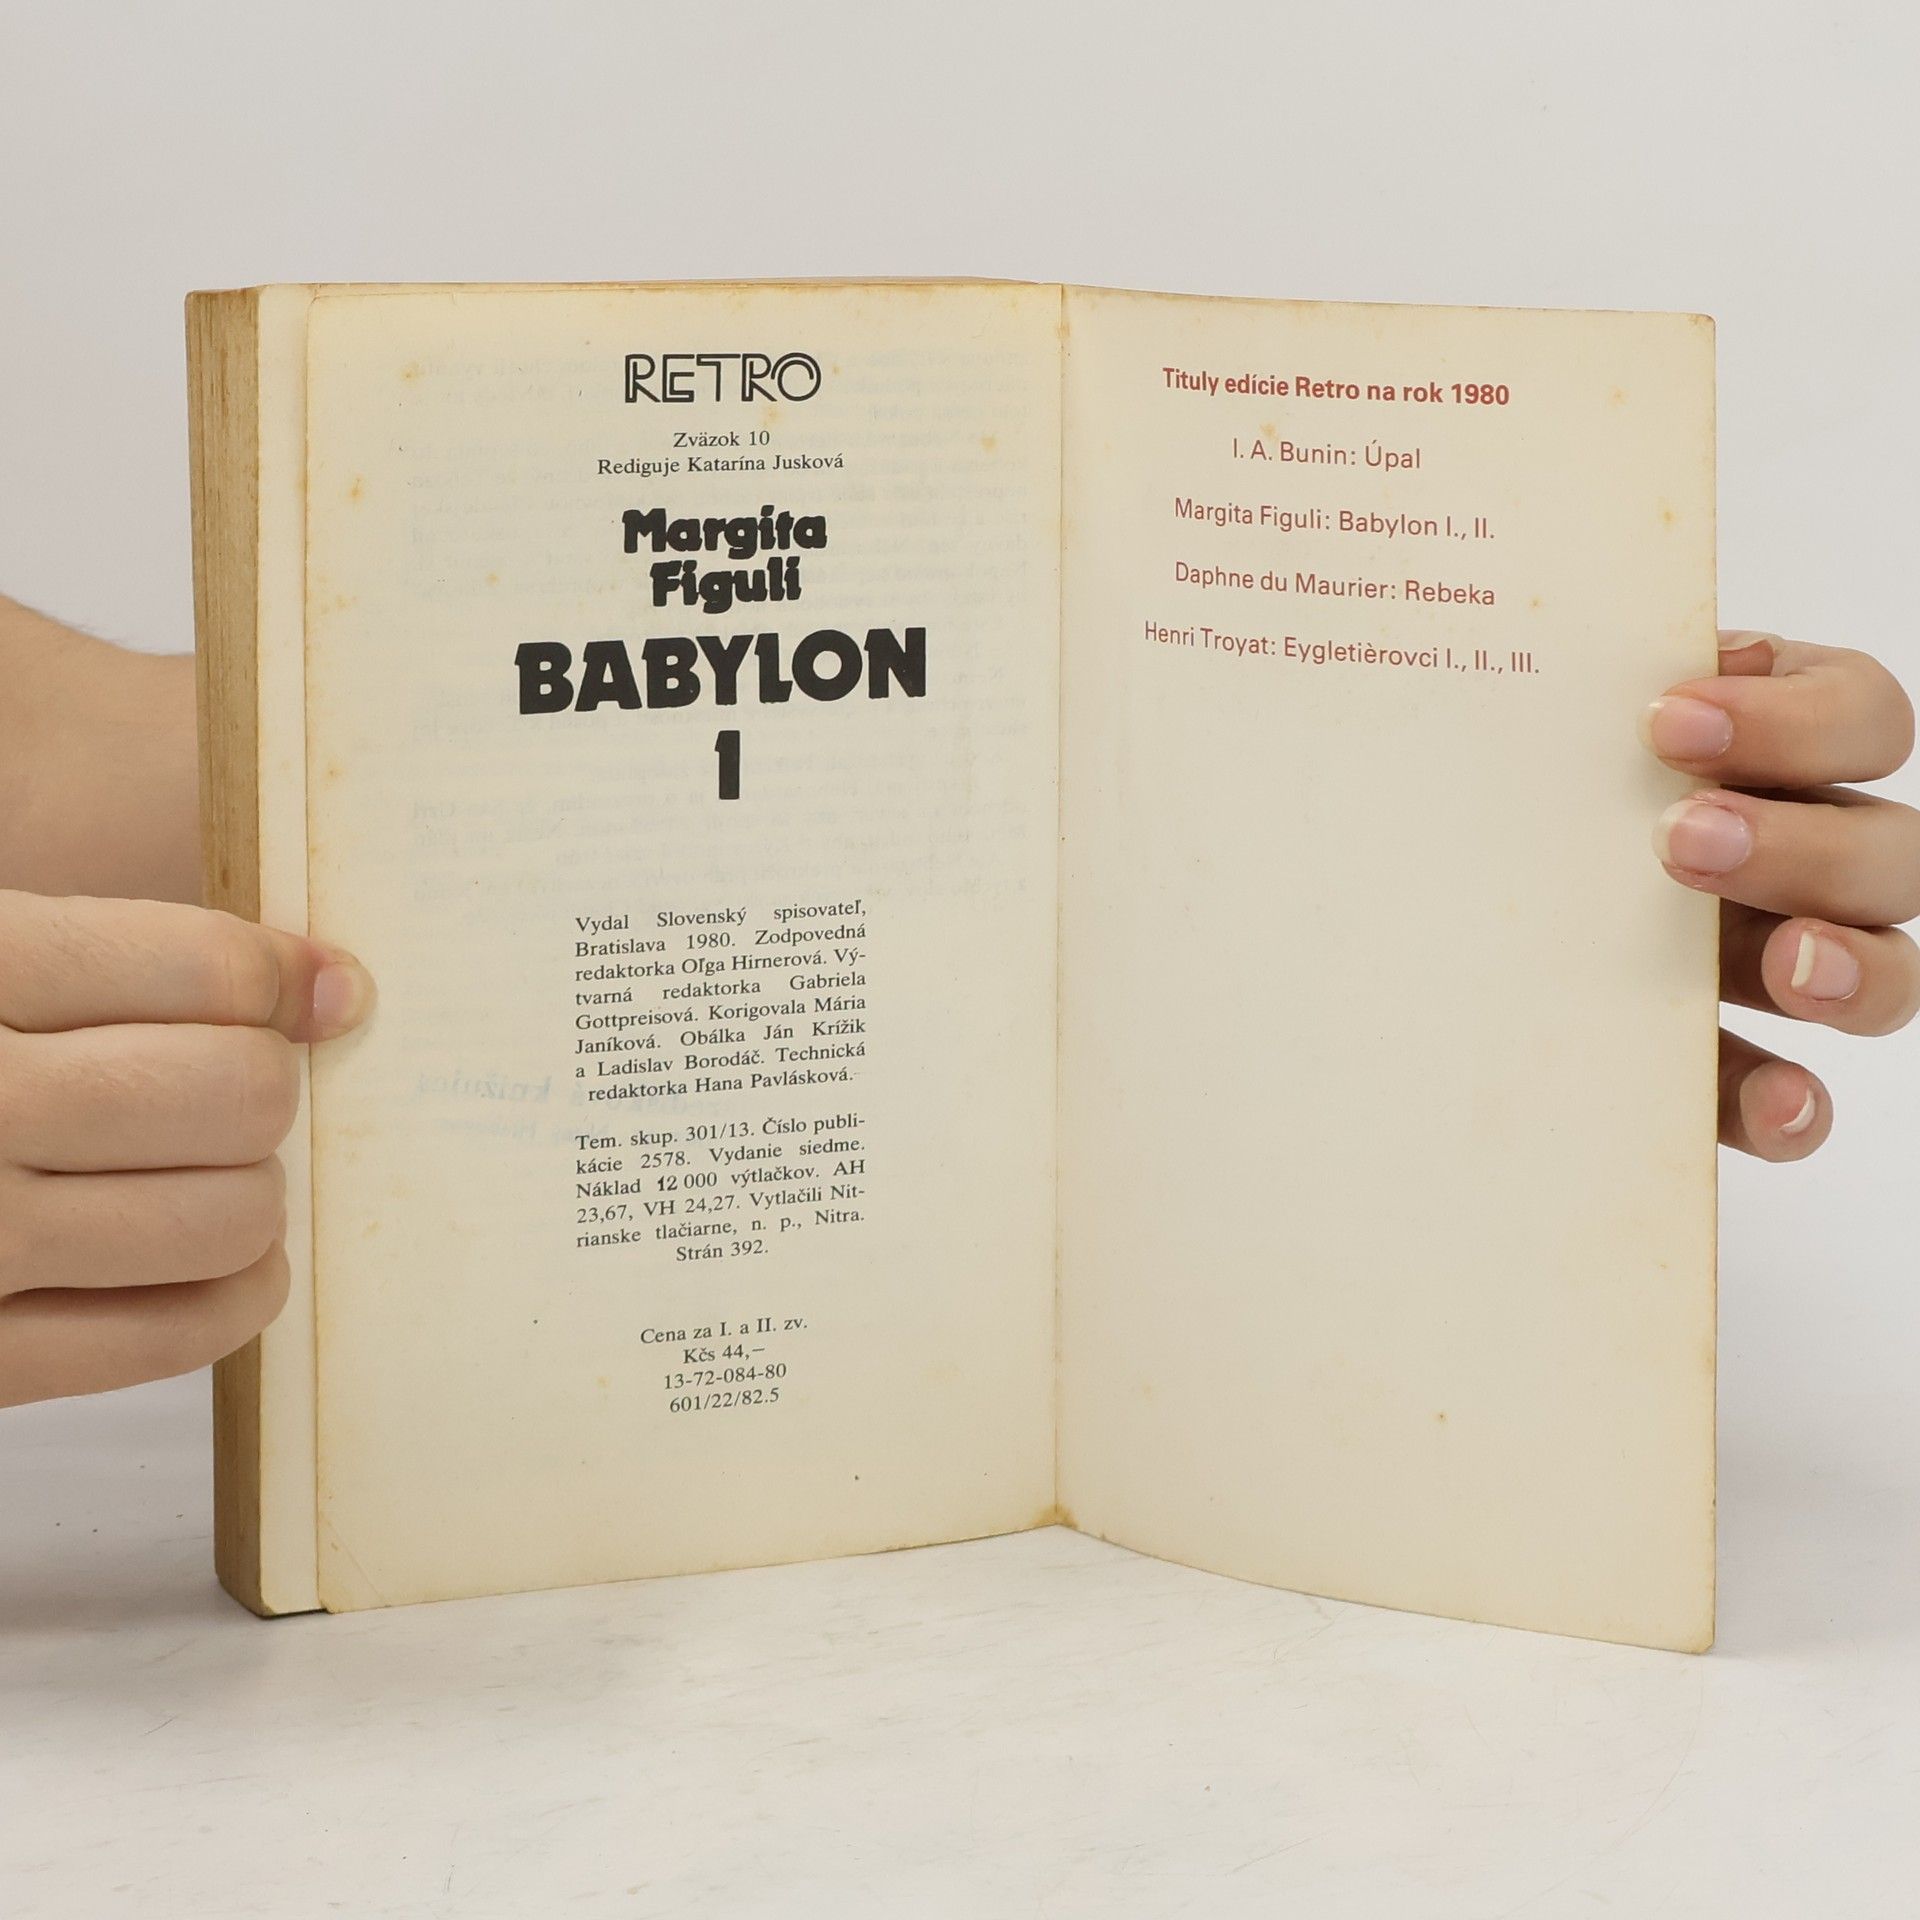 RETRO
Zväzok 10
Rediguje Katarína Jusková
Margita
Figuli
BABYLON
1
Vydal Slovenský spisovateľ,
Bratislava 1980. Zodpovedná
redaktorka Oľga Hirnerová. Vý-
tvarná redaktorka Gabriela
Gottpreisová. Korigovala Mária
Janíková. Obálka Ján Krížik
a Ladislav Borodáč. Technická
redaktorka Hana Pavlásková.
Tem. skup. 301/13. Číslo publi-
kácie 2578. Vydanie siedme.
Náklad 12 000 výtlačkov. AH
23,67, VH 24,27. Vytlačili Nit-
rianske tlačiarne, n. p., Nitra.
Strán 392.
Cena za I. a II. zv.
Kčs 44,—
13-72-084-80
601/22/82.5
Tituly edície Retro na rok 1980
I. A. Bunin: Úpal
Margita Figuli: Babylon I., II.
Daphne du Maurier: Rebeka
Henri Troyat: Eygletièrovci I., II., III.